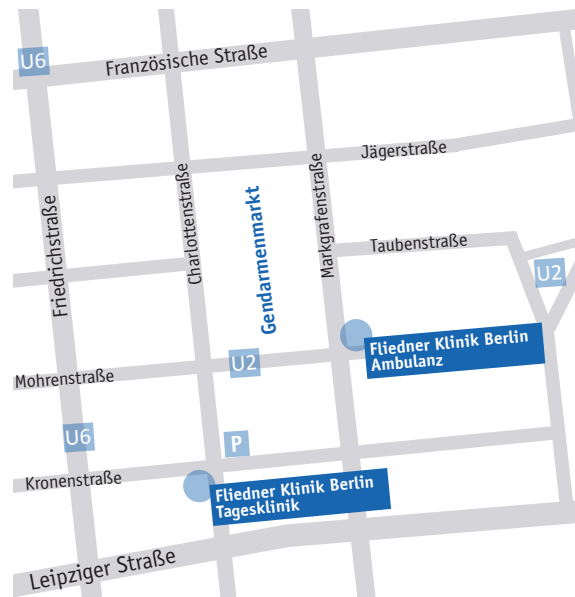 U6
Französische Straße
Jägerstraße
Friedrichstraße
Charlottenstraße
Gendarmenmarkt
Markgrafenstraße
Taubenstraße
U2
Fliedner Klinik Berlin
Ambulanz
U2
Mohrenstraße
U6
P
Kronenstraße
Fliedner Klinik Berlin
Tagesklinik
Leipziger Straße